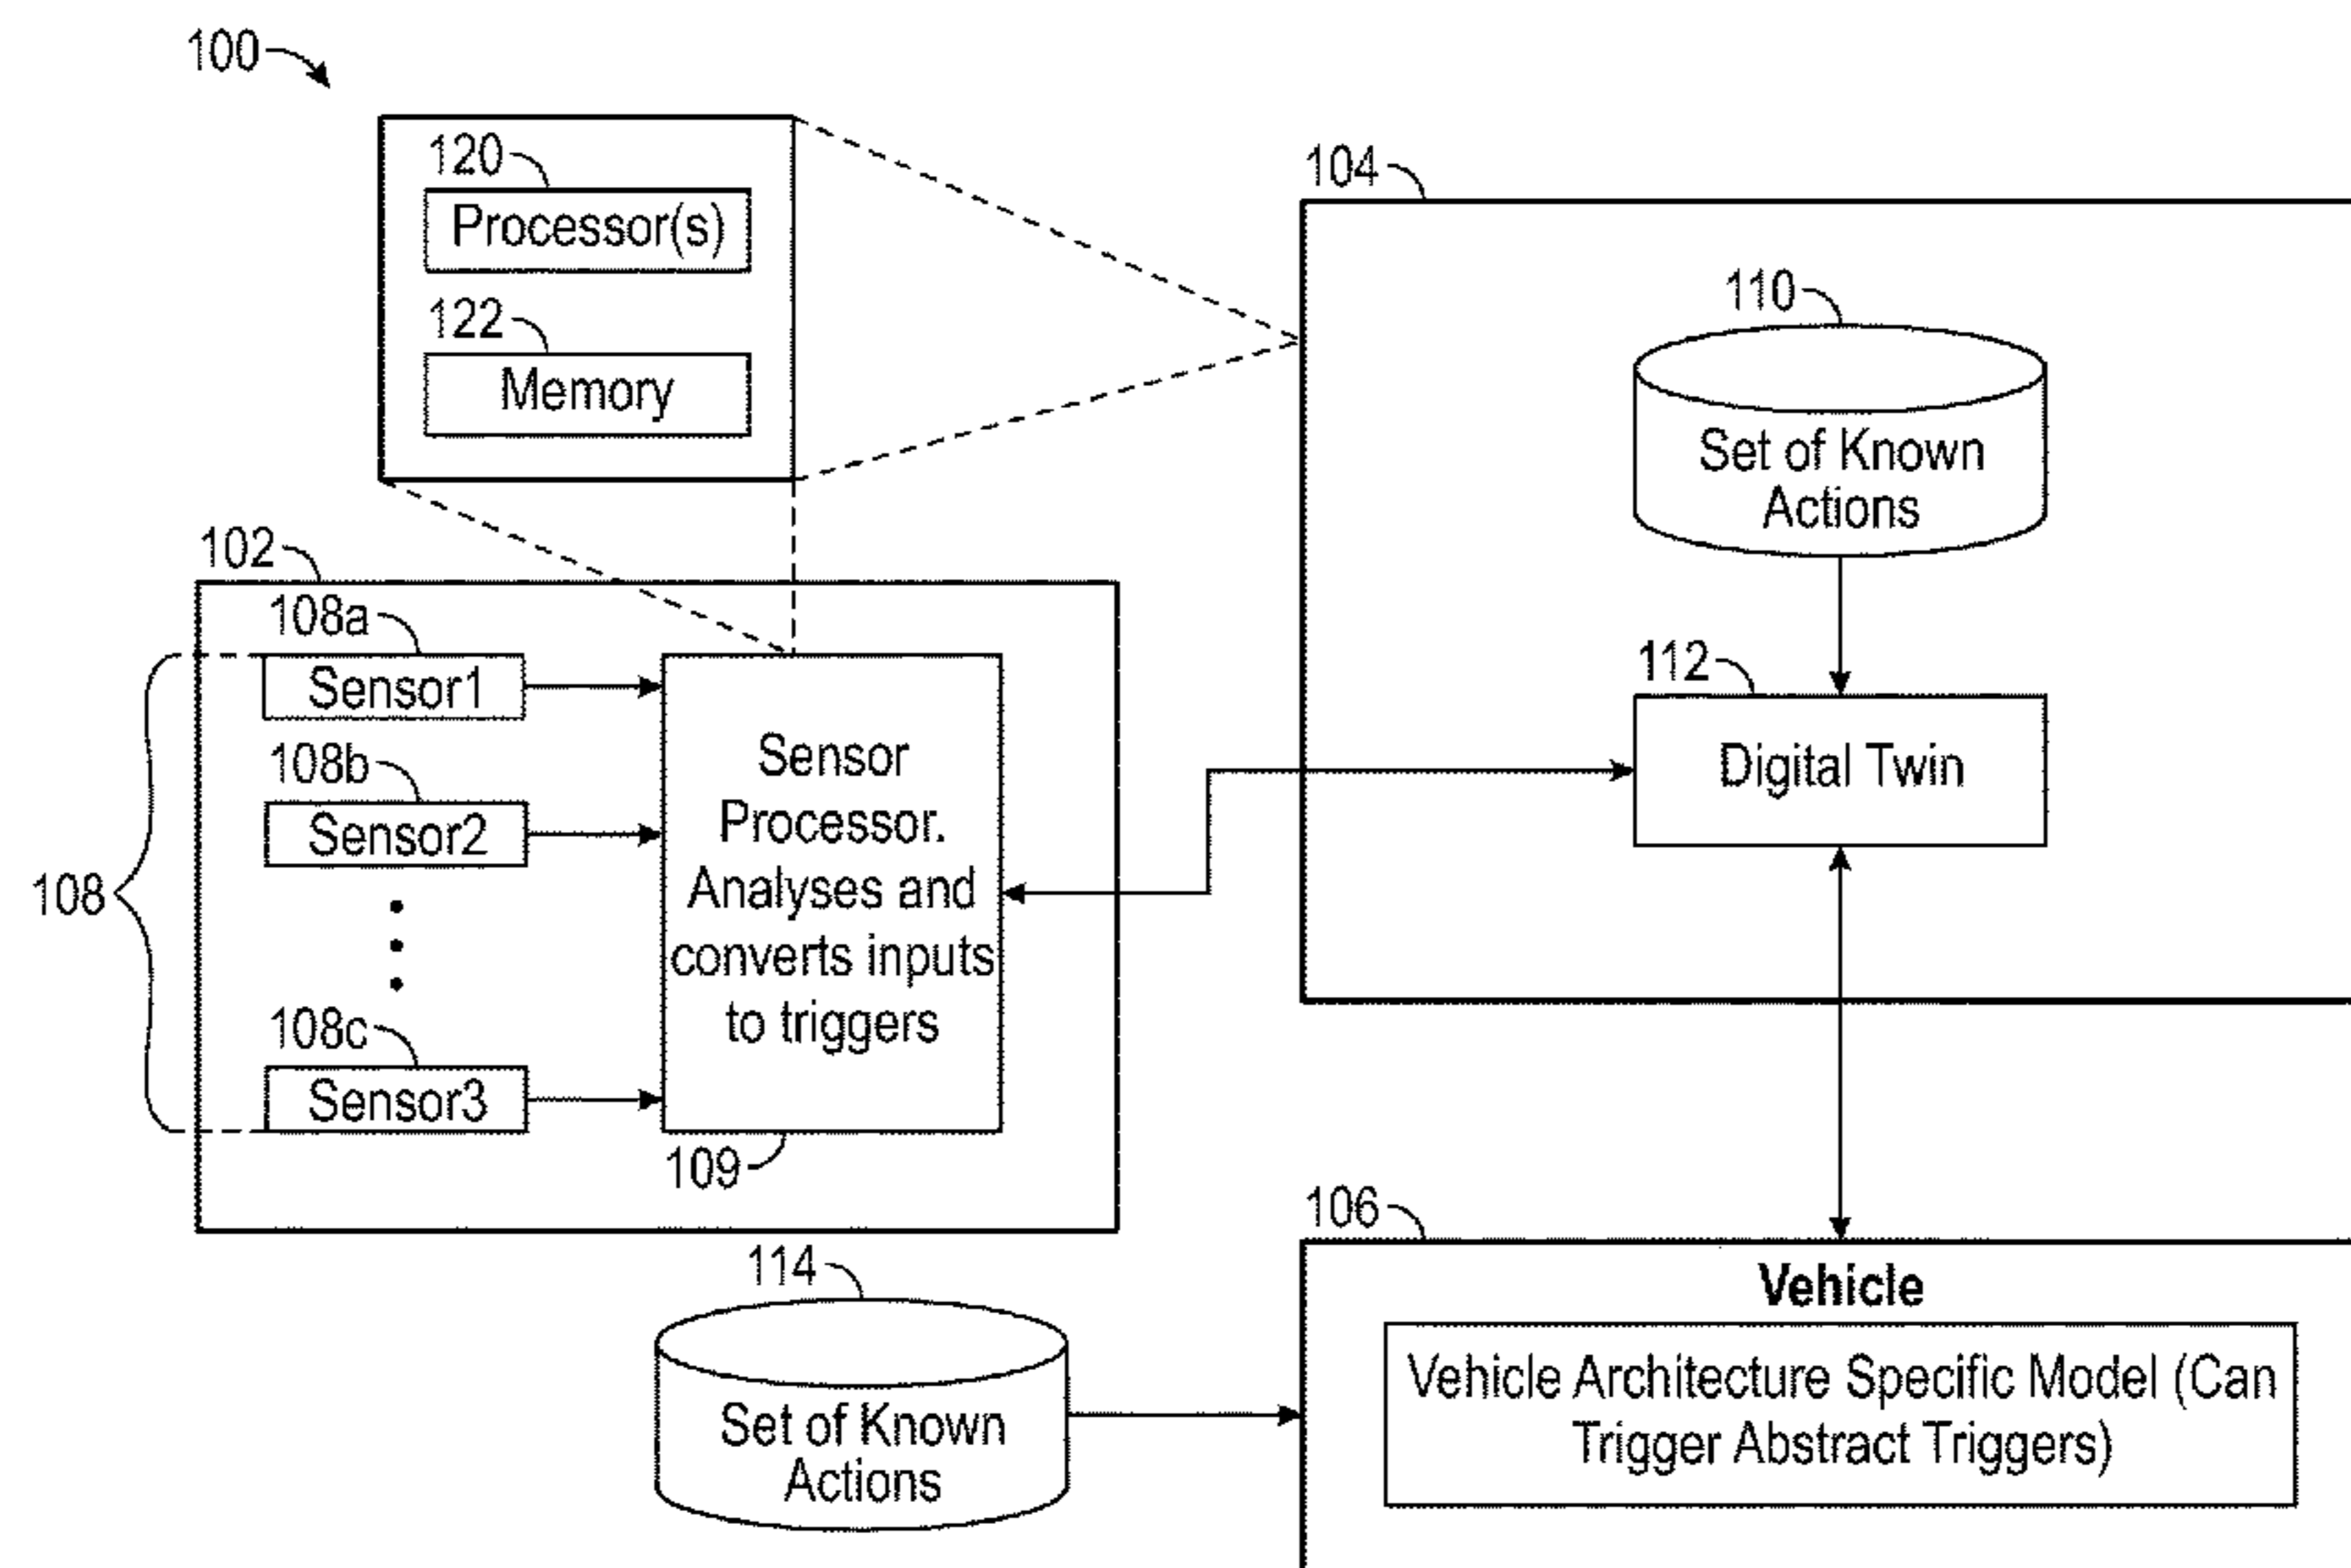 100
120
Processor(s)
122
Memory
104
110
Set of Known
Actions
112
Digital Twin
102
108a
Sensor1
108b
Sensor2
108
108c
Sensor3
Sensor
Processor.
Analyses and
converts inputs
to triggers
109
114
Set of Known
Actions
106
Vehicle
Vehicle Architecture Specific Model (Can
Trigger Abstract Triggers)